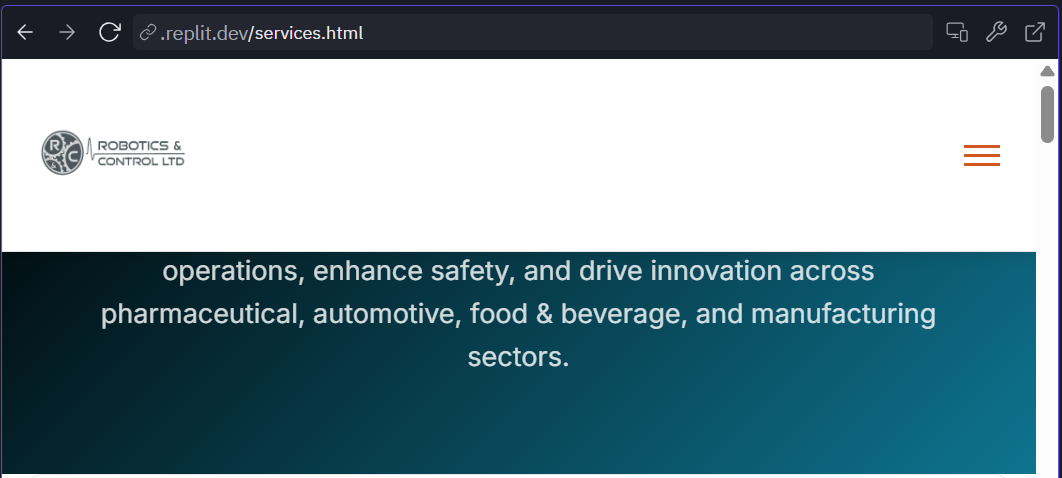 .replit.dev/services.html
R
C
ROBOTICS &
CONTROL LTD
operations, enhance safety, and drive innovation across
pharmaceutical, automotive, food & beverage, and manufacturing
sectors.